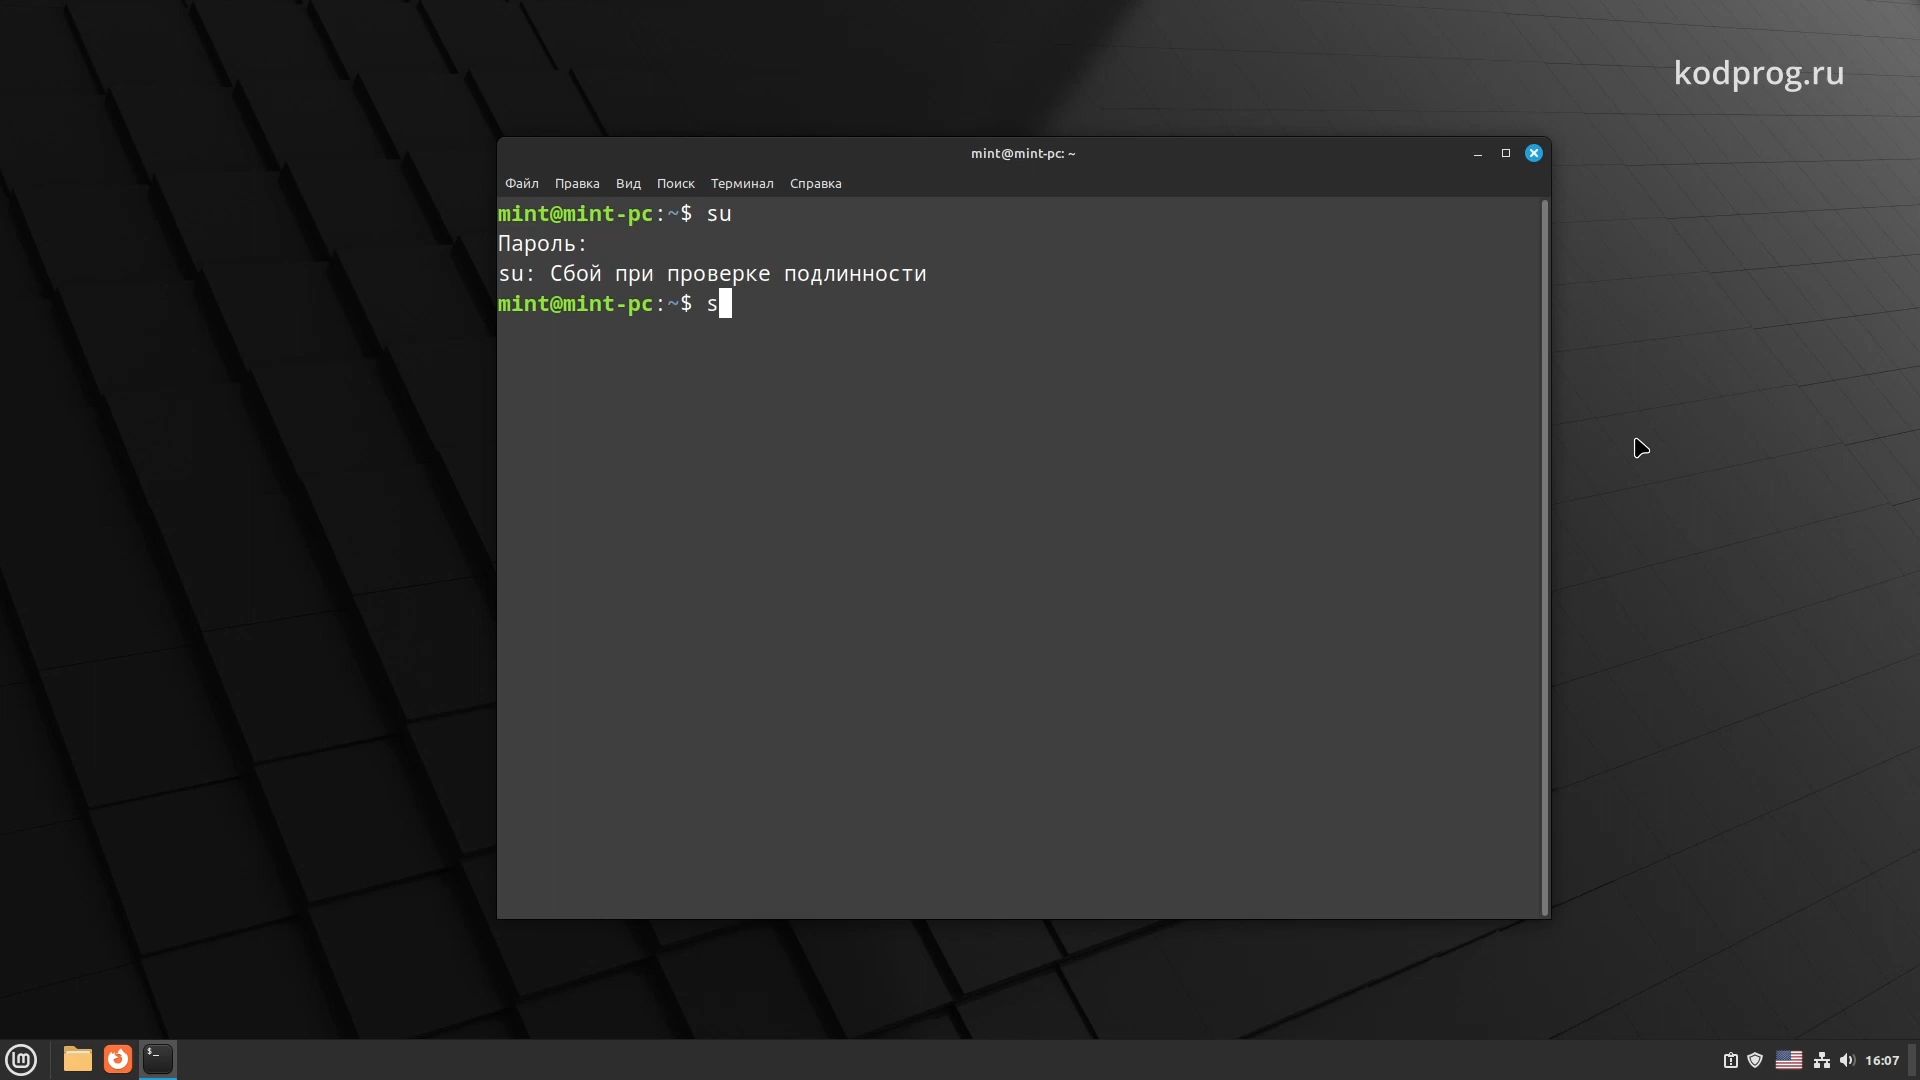 kodprog.ru
mint@mint-pc: ~
Файл Правка Вид Поиск Терминал Справка
mint@mint-pc:~$ su
Пароль:
su: Сбой при проверке подлинности
mint@mint-pc:~$ s
lm
$_
16:07